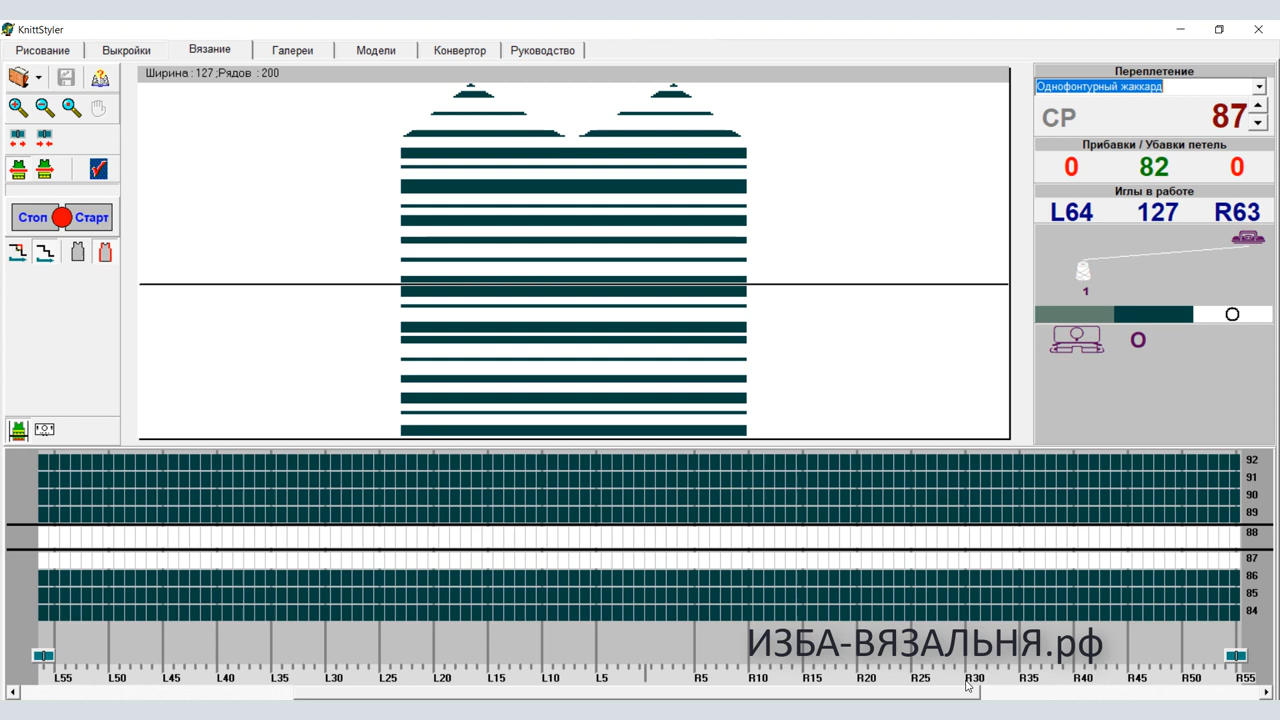 KnittStyler
Рисование
Выкройки
Вязание
Галереи
Модели
Конвертор
Руководство
Ширина : 127 ;Рядов : 200
Переплетение
Однофонтурный жаккард
СР 87
Прибавки / Убавки петель
0 82 0
Иглы в работе
L64 127 R63
Стоп Старт
1
O
O
92
91
90
89
88
87
86
85
84
ИЗБА-ВЯЗАЛЬНЯ.рф
L55 L50 L45 L40 L35 L30 L25 L20 L15 L10 L5 R5 R10 R15 R20 R25 R30 R35 R40 R45 R50 R55